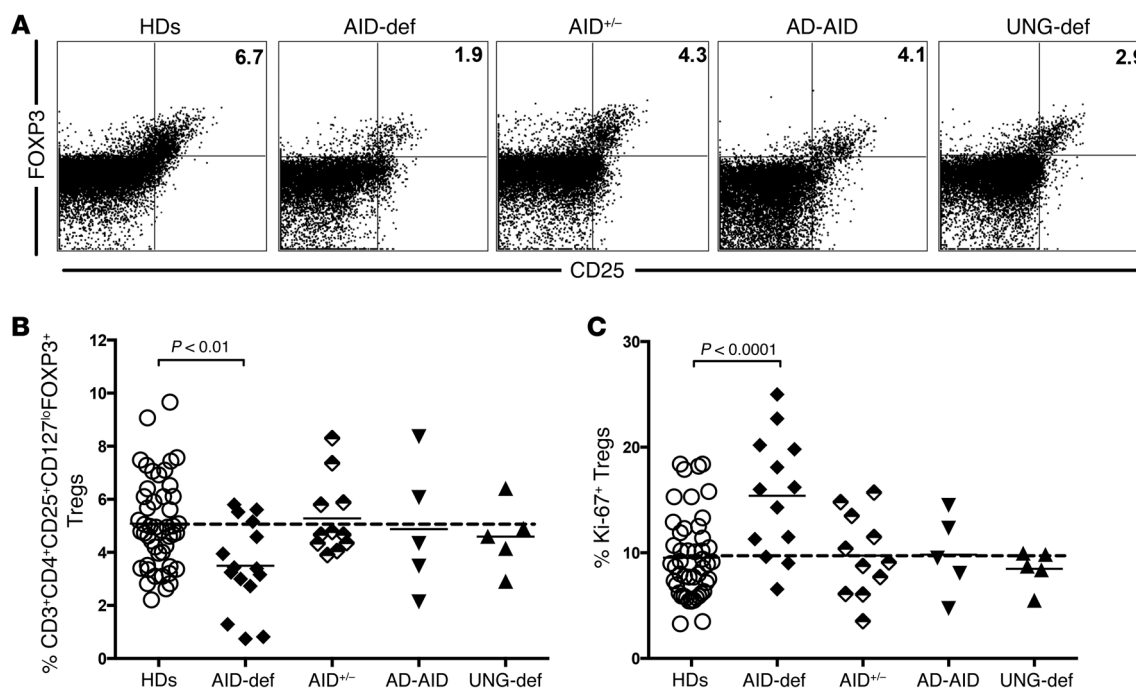 A
HDs AID-def AID+/– AD-AID UNG-def
6.7 1.9 4.3 4.1 2.9
FOXP3
CD25
B
% CD3+CD4+CD25+CD127loFOXP3+
Tregs
12
10
8
6
4
2
0
P < 0.01
HDs AID-def AID+/– AD-AID UNG-def
C
% Ki-67+ Tregs
30
20
10
0
P < 0.0001
HDs AID-def AID+/– AD-AID UNG-def